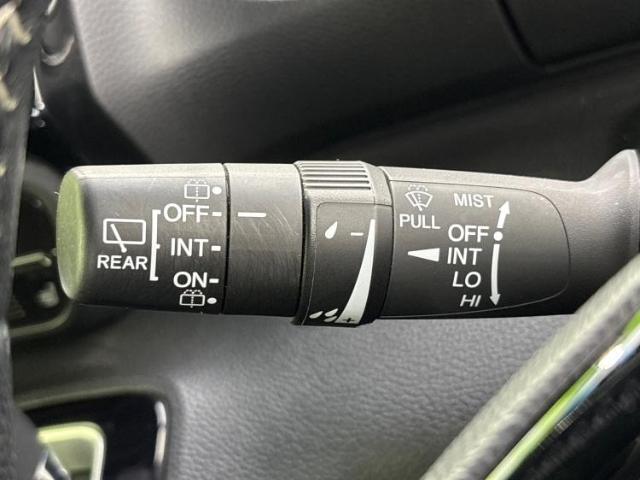 OFF
INT
ON
REAR
−
+
PULL
MIST
OFF
INT
LO
HI